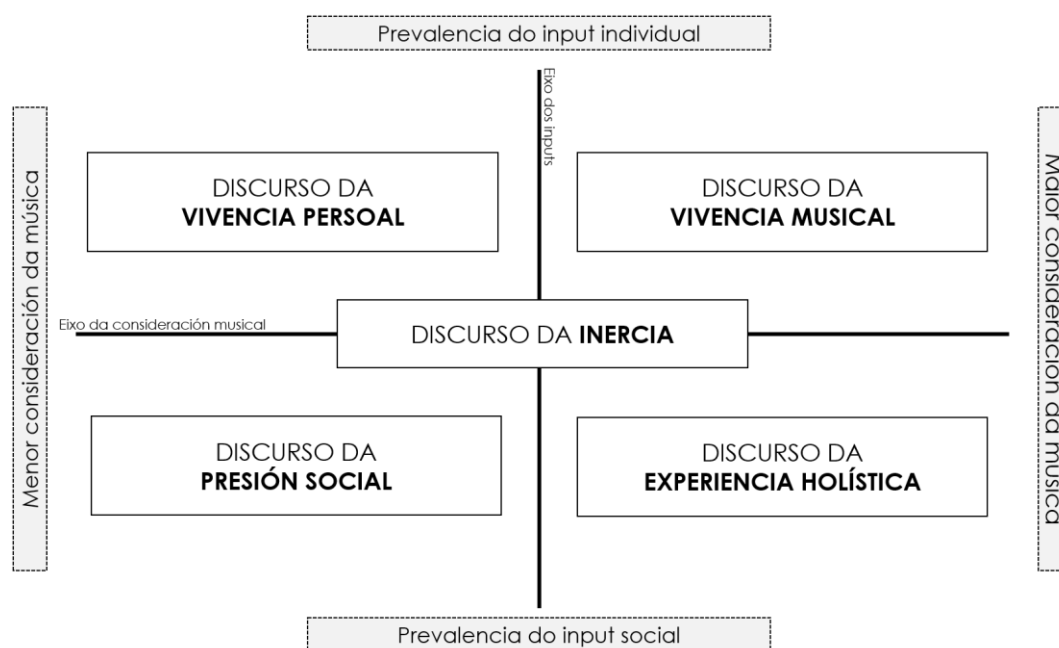 Prevalencia do input individual
Eixo dos inputs
Menor consideración da música
Maior consideración da música
DISCURSO DA
VIVENCIA PERSOAL
DISCURSO DA
VIVENCIA MUSICAL
Eixo da consideración musical
DISCURSO DA INERCIA
DISCURSO DA
PRESIÓN SOCIAL
DISCURSO DA
EXPERIENCIA HOLÍSTICA
Prevalencia do input social